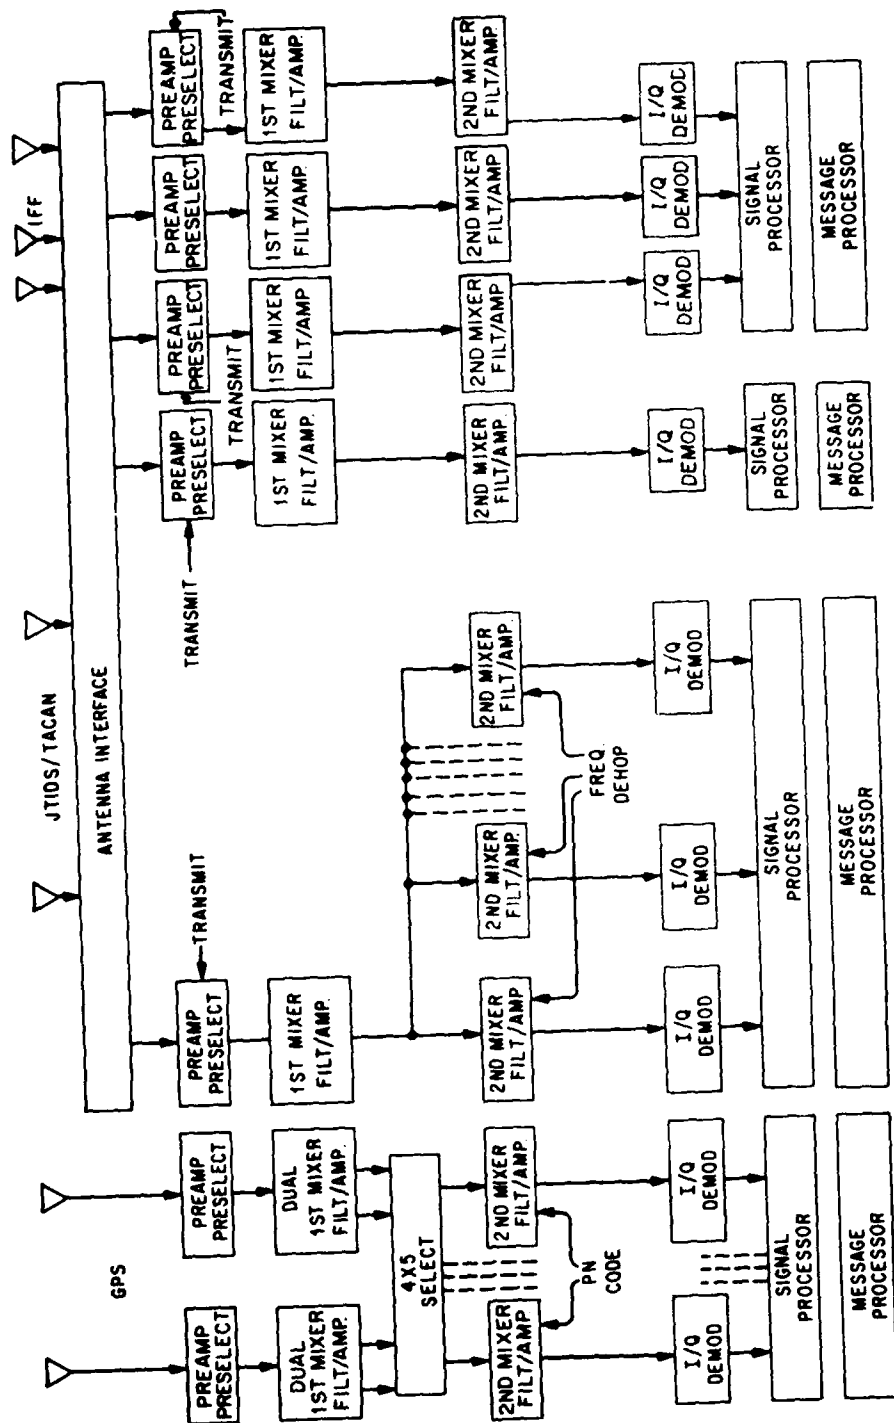 GPS
JTIDS/TACAN
IFF
ANTENNA INTERFACE
PREAMP
PRESELECT
PREAMP
PRESELECT
PREAMP
PRESELECT
TRANSMIT
TRANSMIT
PREAMP
PRESELECT
PREAMP
PRESELECT
TRANSMIT
PREAMP
PRESELECT
PREAMP
PRESELECT
TRANSMIT
DUAL
1ST MIXER
FILT/AMP.
DUAL
1ST MIXER
FILT/AMP.
1ST MIXER
FILT/AMP.
1ST MIXER
FILT/AMP.
1ST MIXER
FILT/AMP.
1ST MIXER
FILT/AMP.
1ST MIXER
FILT/AMP.
4X5
SELECT
2ND MIXER
FILT/AMP.
2ND MIXER
FILT/AMP.
2ND MIXER
FILT/AMP
2ND MIXER
FILT/AMP.
2ND MIXER
FILT/AMP.
2ND MIXER
FILT/AMP.
2ND MIXER
FILT/AMP.
2ND MIXER
FILT/AMP.
2ND MIXER
FILT/AMP.
PN
CODE
FREQ.
DEHOP
I/Q
DEMOD
I/Q
DEMOD
I/Q
DEMOD
I/Q
DEMOD
I/Q
DEMOD
I/Q
DEMOD
I/Q
DEMOD
I/Q
DEMOD
I/Q
DEMOD
SIGNAL
PROCESSOR
SIGNAL
PROCESSOR
SIGNAL
PROCESSOR
SIGNAL
PROCESSOR
MESSAGE
PROCESSOR
MESSAGE
PROCESSOR
MESSAGE
PROCESSOR
MESSAGE
PROCESSOR